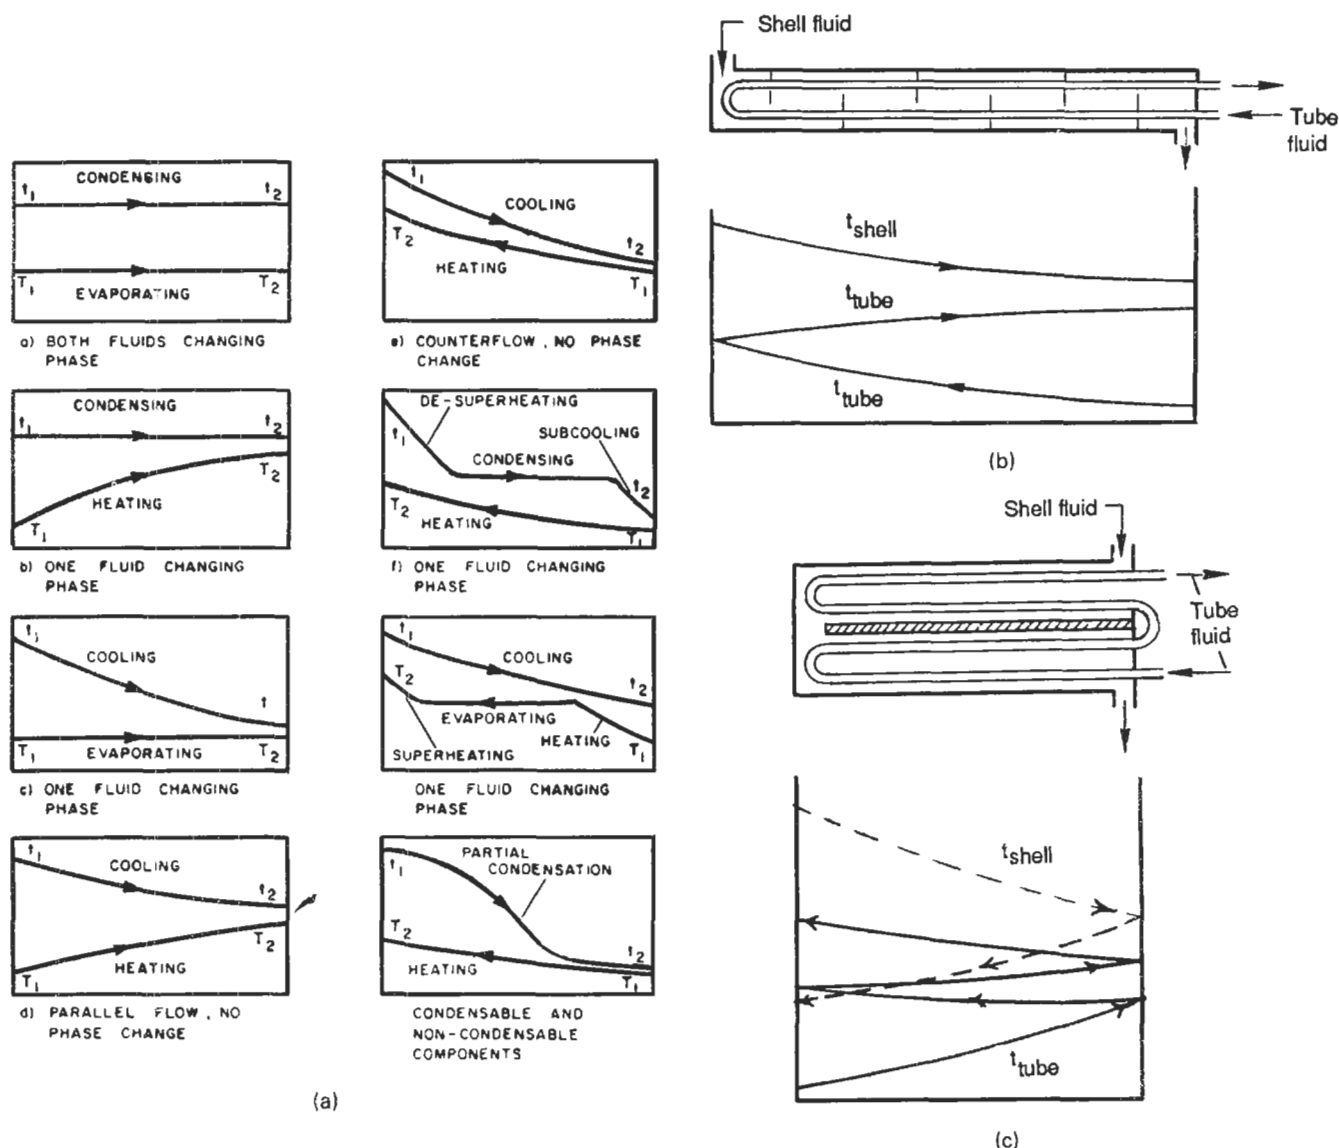 t₁ CONDENSING t₂
T₁ EVAPORATING T₂
a) BOTH FLUIDS CHANGING
PHASE
CONDENSING
t₁ t₂
T₂
HEATING
T₁
b) ONE FLUID CHANGING
PHASE
t₁
COOLING
t
T₁ EVAPORATING T₂
c) ONE FLUID CHANGING
PHASE
t₁
COOLING
t₂
T₂
HEATING
T₁
d) PARALLEL FLOW, NO
PHASE CHANGE
t₁
COOLING
T₂ t₂
HEATING T₁
e) COUNTERFLOW, NO PHASE
CHANGE
DE-SUPERHEATING
t₁ SUBCOOLING
CONDENSING
T₂ t₂
HEATING T₁
f) ONE FLUID CHANGING
PHASE
t₁
COOLING
T₂ t₂
EVAPORATING
HEATING
SUPERHEATING T₁
ONE FLUID CHANGING
PHASE
PARTIAL
t₁ CONDENSATION
T₂ t₂
HEATING T₁
CONDENSABLE AND
NON-CONDENSABLE
COMPONENTS
(a)
Shell fluid
Tube
fluid
t shell
t tube
t tube
(b)
Shell fluid
Tube
fluid
t shell
t tube
(c)